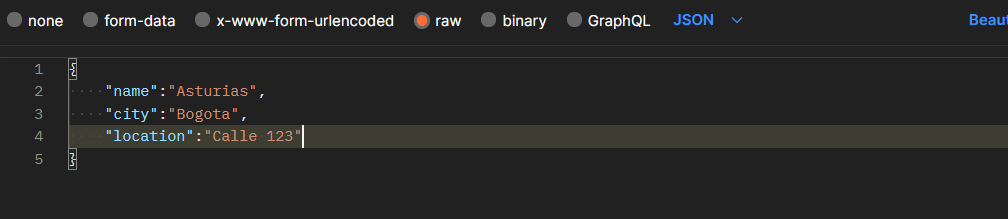 none form-data x-www-form-urlencoded raw binary GraphQL JSON Beaut
1 {
2 "name":"Asturias",
3 "city":"Bogota",
4 "location":"Calle 123"
5 }